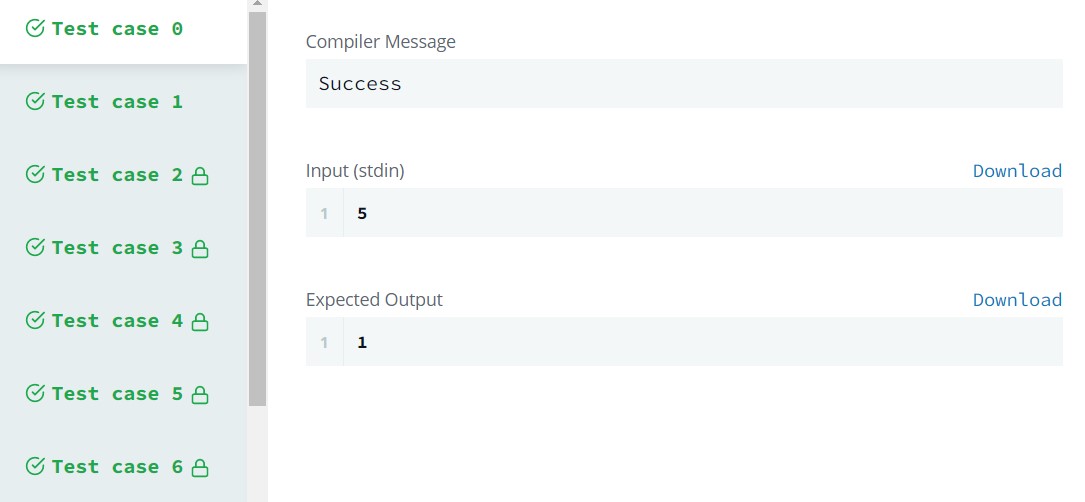 Test case 0
Test case 1
Test case 2
Test case 3
Test case 4
Test case 5
Test case 6
Compiler Message
Success
Input (stdin) Download
1 5
Expected Output Download
1 1